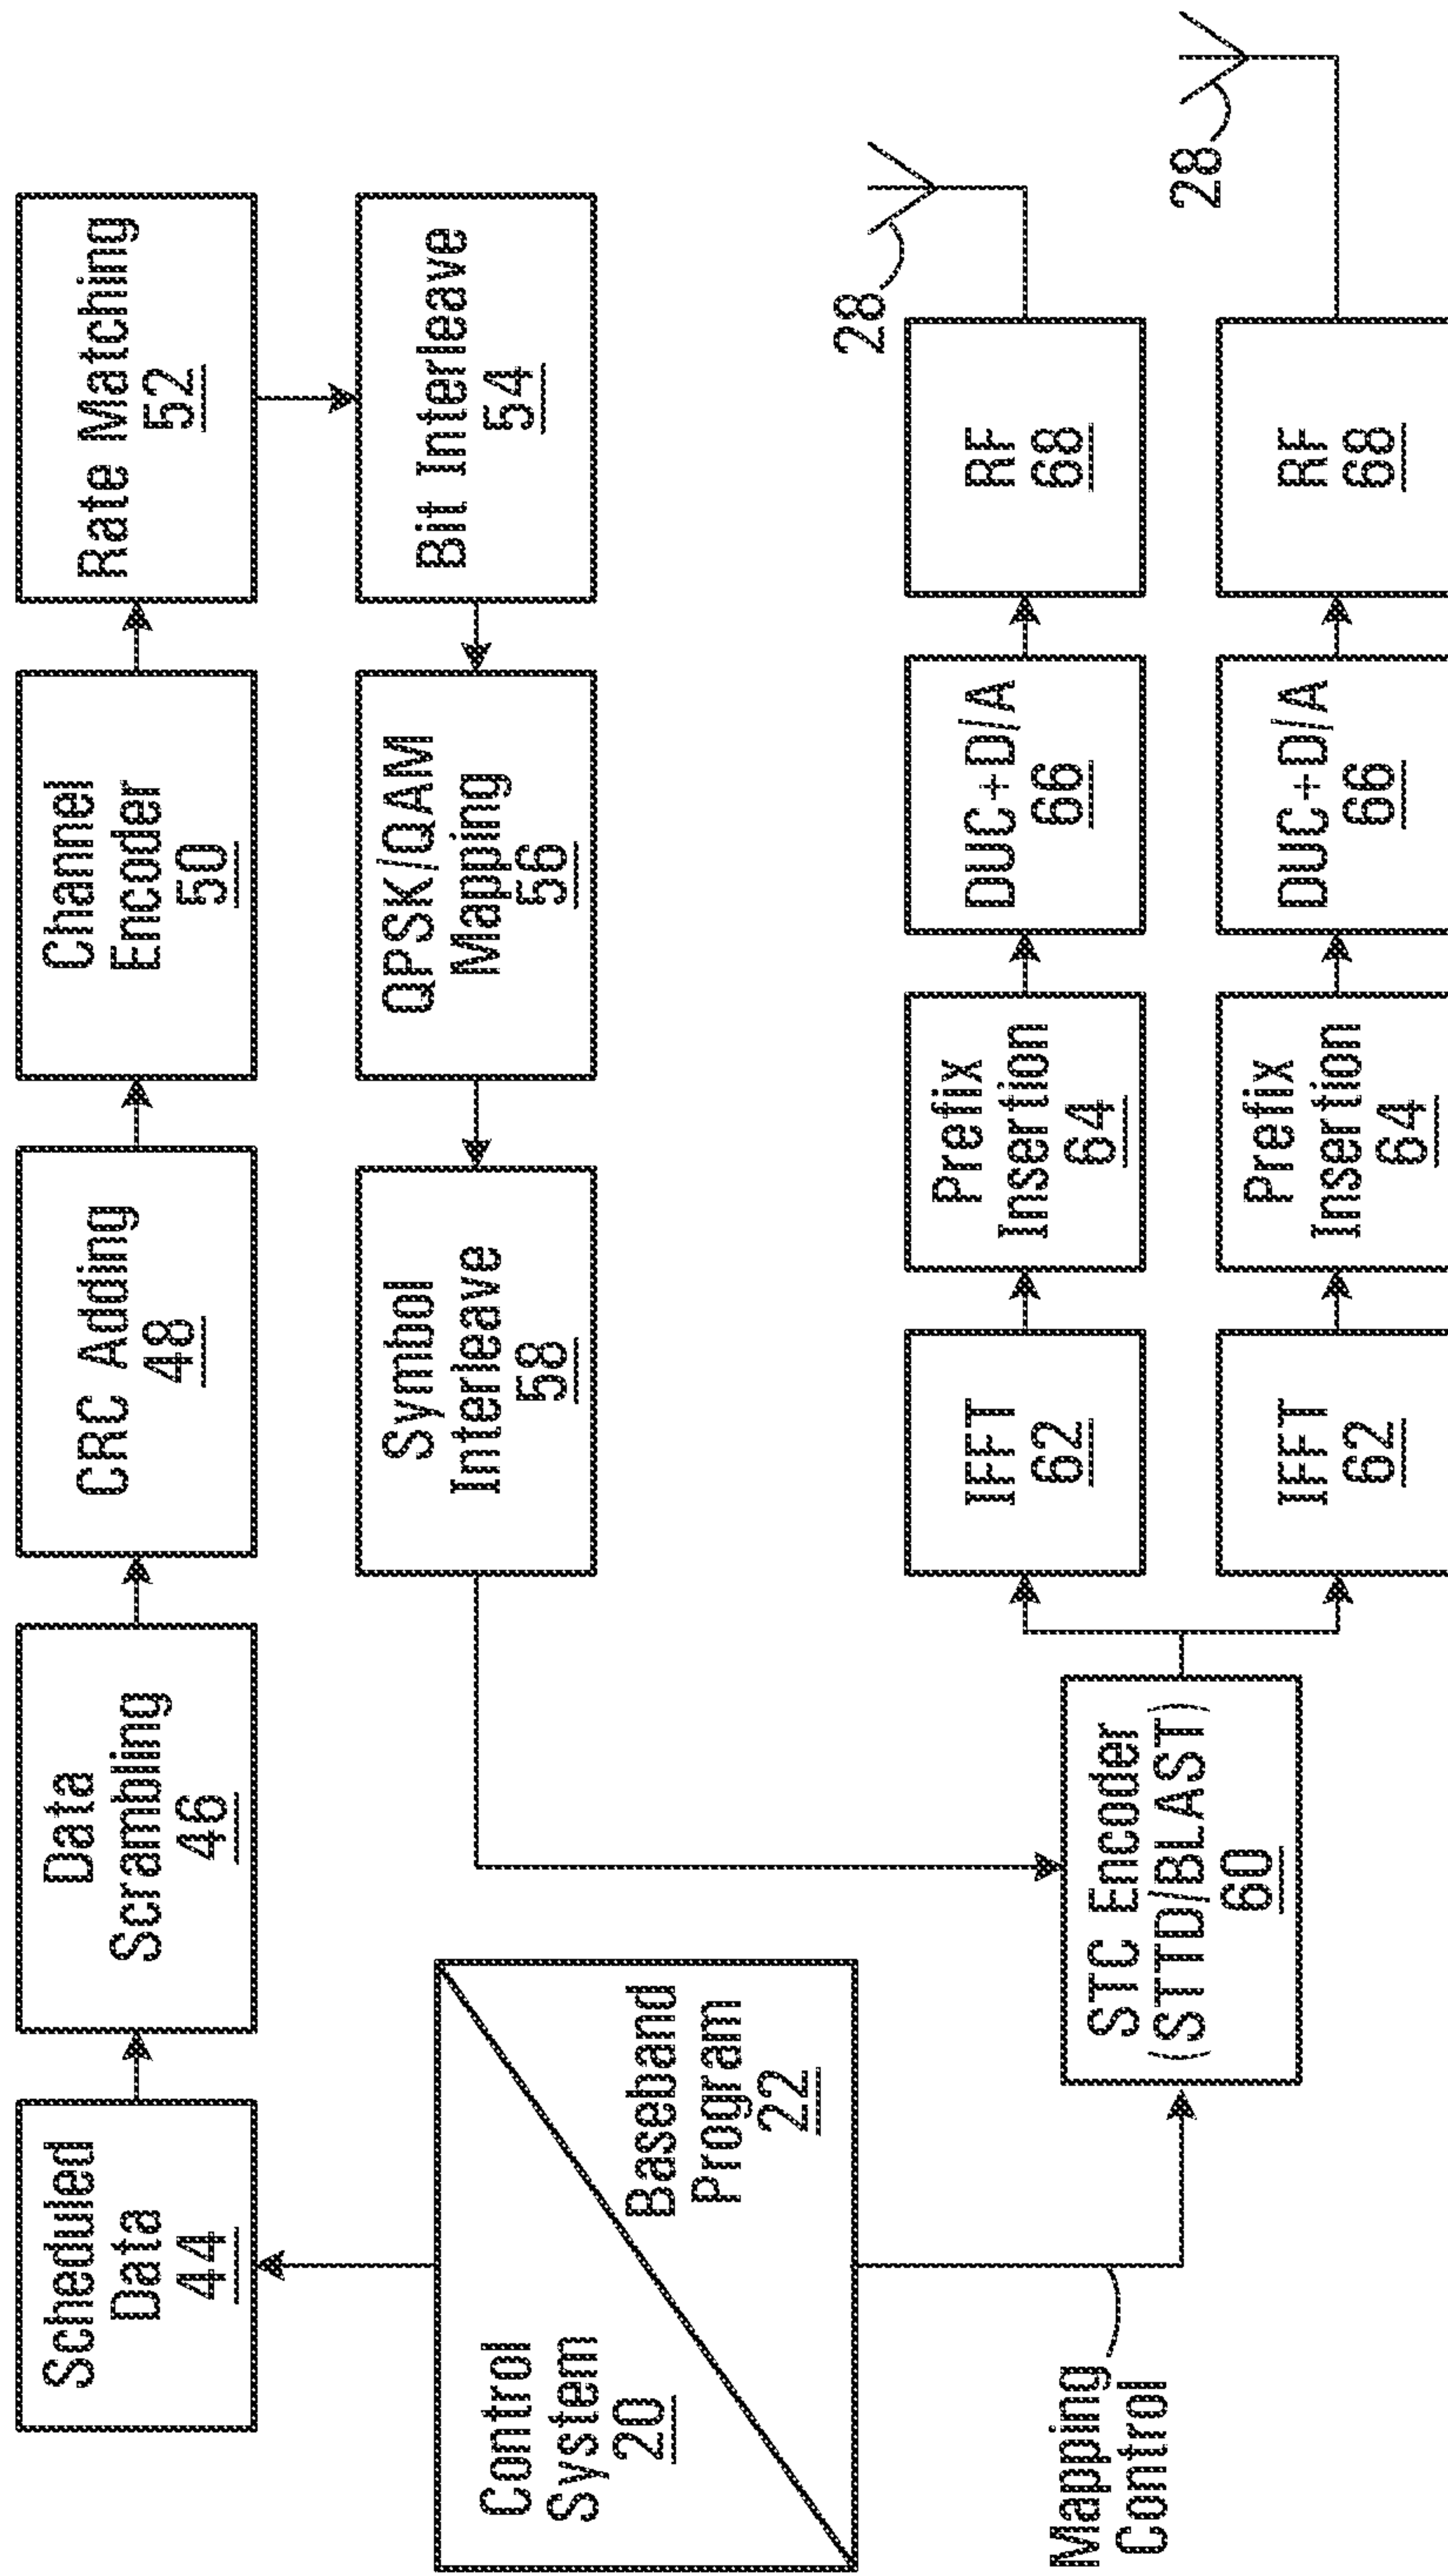 Scheduled
Data
44
Data
Scrambling
46
CRC Adding
48
Channel
Encoder
50
Rate Matching
52
Control
System
20
Baseband
Program
22
Symbol
Interleave
58
QPSK/QAM
Mapping
56
Bit Interleave
54
Mapping
Control
STC Encoder
(STTD/BLAST)
60
IFFT
62
Prefix
Insertion
64
DUC+D/A
66
RF
68
28
IFFT
62
Prefix
Insertion
64
DUC+D/A
66
RF
68
28